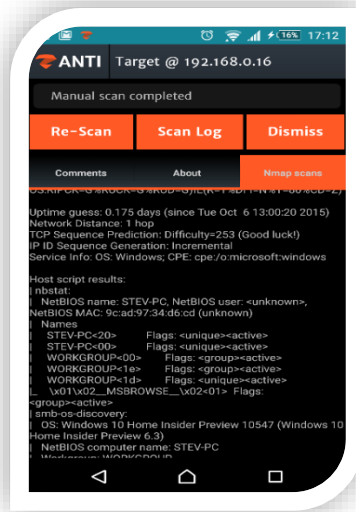 16% 17:12
ANTI Target @ 192.168.0.16
Manual scan completed
Re-Scan Scan Log Dismiss
Comments About Nmap scans
Uptime guess: 0.175 days (since Tue Oct 6 13:00:20 2015)
Network Distance: 1 hop
TCP Sequence Prediction: Difficulty=253 (Good luck!)
IP ID Sequence Generation: Incremental
Service Info: OS: Windows; CPE: cpe:/o:microsoft:windows
Host script results:
| nbstat:
| NetBIOS name: STEV-PC, NetBIOS user: <unknown>,
NetBIOS MAC: 9c:ad:97:34:d6:cd (unknown)
| Names
| STEV-PC<20> Flags: <unique><active>
| STEV-PC<00> Flags: <unique><active>
| WORKGROUP<00> Flags: <group><active>
| WORKGROUP<1e> Flags: <group><active>
| WORKGROUP<1d> Flags: <unique><active>
|_ \x01\x02__MSBROWSE__\x02<01> Flags:
<group><active>
| smb-os-discovery:
| OS: Windows 10 Home Insider Preview 10547 (Windows 10
Home Insider Preview 6.3)
| NetBIOS computer name: STEV-PC
| Workgroup: WORKGROUP